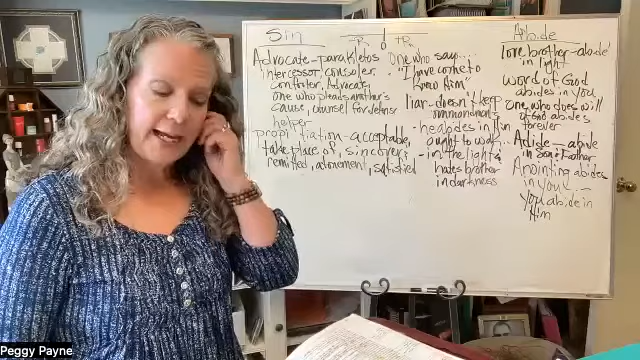 Sin
Advocate-parakletos
intercessor, consoler
comforter, Advocate
one who pleads another's
cause, counsel for defense
helper
propitiation-acceptable,
take place of, sin covers
remitted, atonement, satisfied
0
one who say...
"I have come to
know Him"
liar-doesn't keep
commandments
he abides in Him
ought to walk
-in the light &
hates brother
in darkness
Abide
love brother-abide
in light
word of God
abides in you
one who does will
of God abides
forever
Abide-abide
in Son & Father
Anointing abides
in you...
You abide in
Him
Peggy Payne